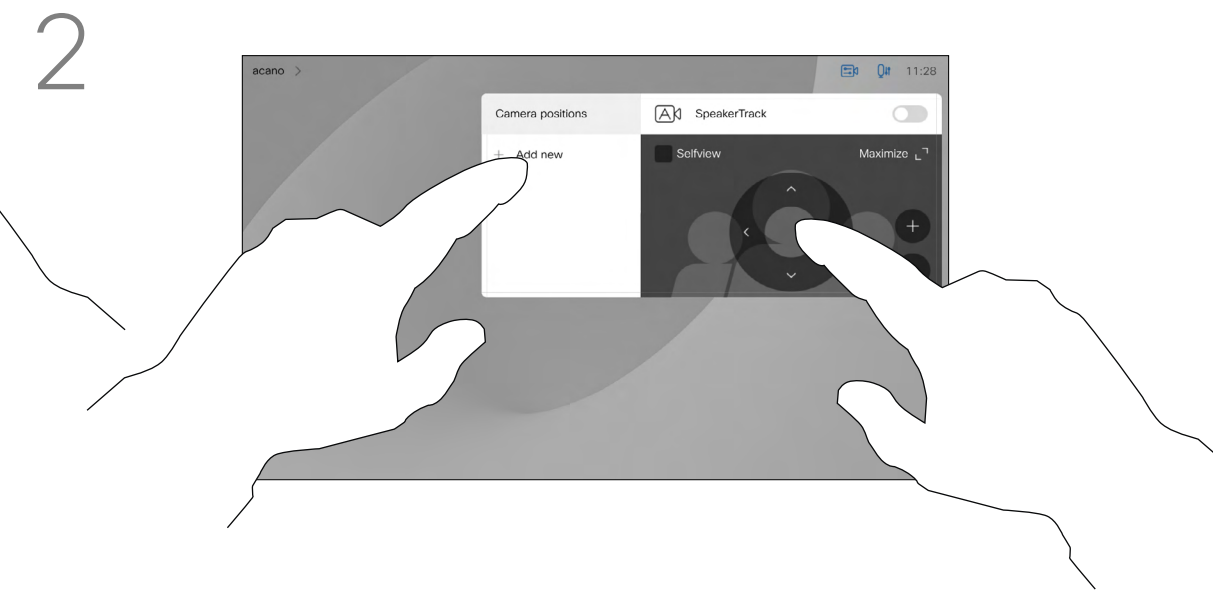 2
acano >
11:28
Camera positions
SpeakerTrack
+ Add new
Selfview
Maximize